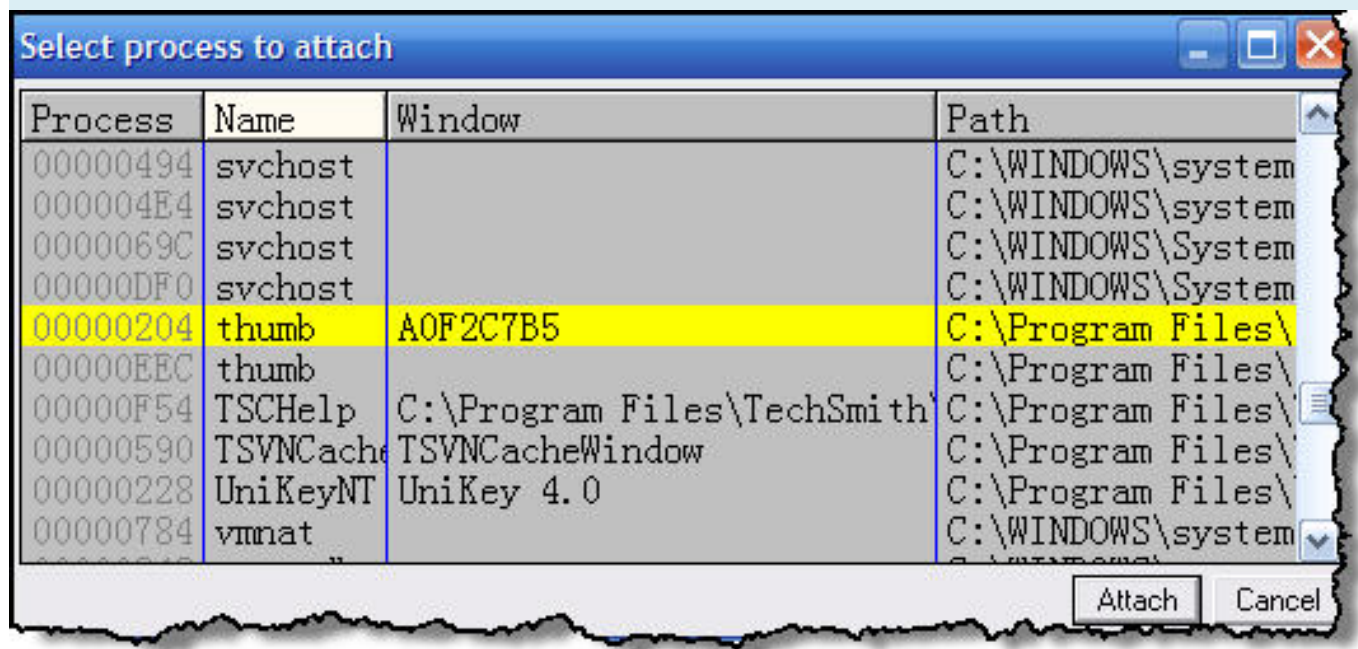 Select process to attach
Process Name Window Path
00000494 svchost C:\WINDOWS\system
000004E4 svchost C:\WINDOWS\system
0000069C svchost C:\WINDOWS\System
00000DF0 svchost C:\WINDOWS\System
00000204 thumb A0F2C7B5 C:\Program Files\
00000EEC thumb C:\Program Files\
00000F54 TSCHelp C:\Program Files\TechSmith\ C:\Program Files\
00000590 TSVNCache TSVNCacheWindow C:\Program Files\
00000228 UniKeyNT UniKey 4.0 C:\Program Files\
00000784 vmnat C:\WINDOWS\system
Attach Cancel